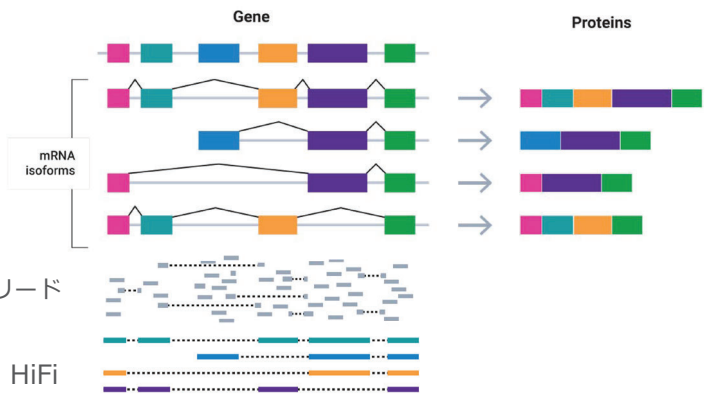 Gene
Proteins
mRNA
isoforms
リード
HiFi